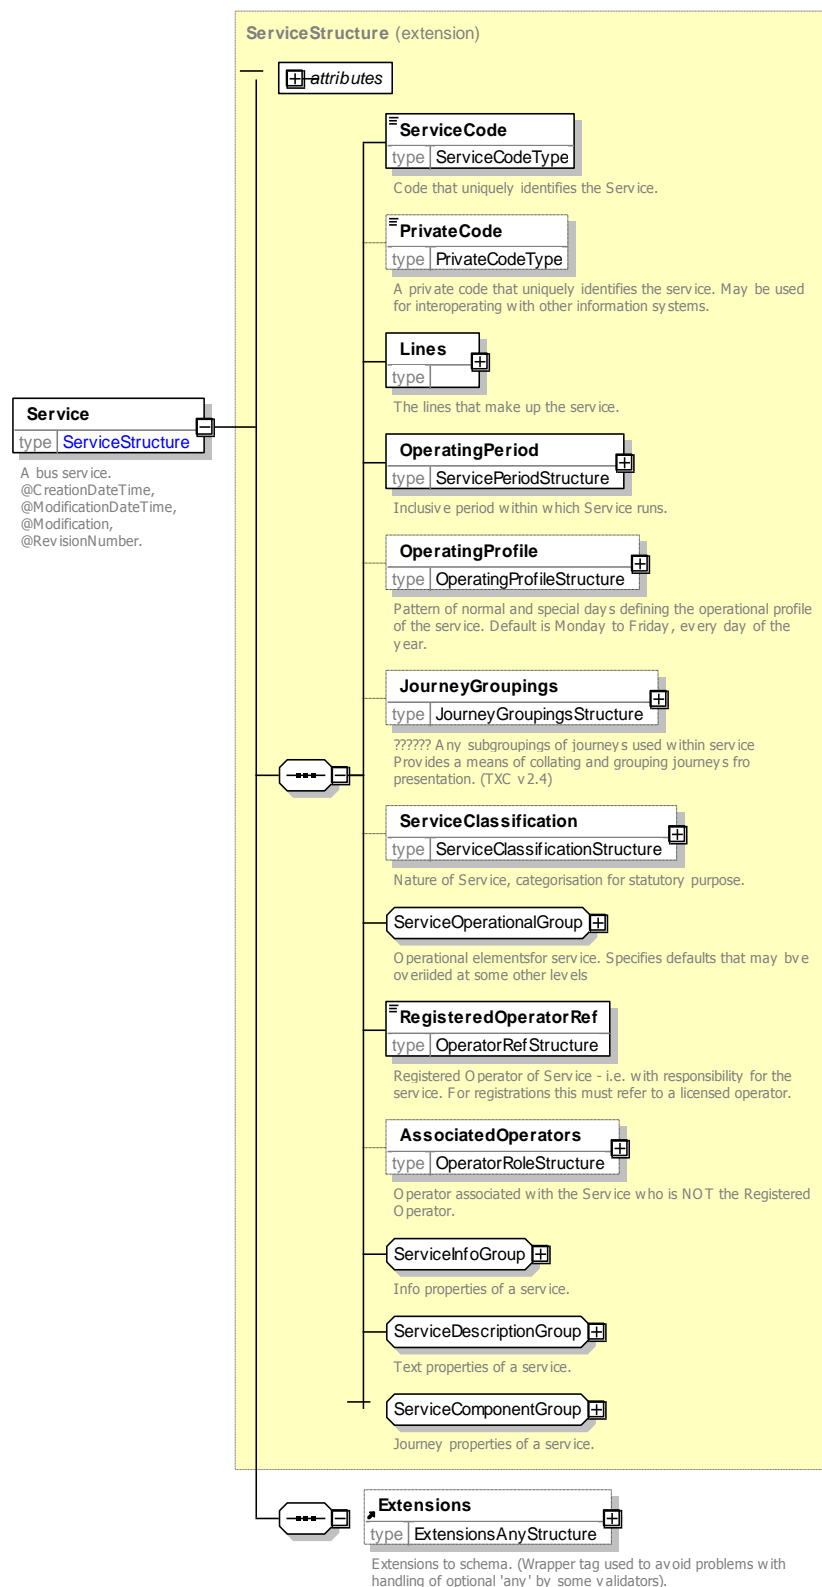 ServiceStructure (extension)
attributes
ServiceCode
type ServiceCodeType
Code that uniquely identifies the Service.
PrivateCode
type PrivateCodeType
A private code that uniquely identifies the service. May be used
for interoperating with other information systems.
Lines
type
The lines that make up the service.
Service
type ServiceStructure
A bus service.
@CreationDateTime,
@ModificationDateTime,
@Modification,
@RevisionNumber.
OperatingPeriod
type ServicePeriodStructure
Inclusive period within which Service runs.
OperatingProfile
type OperatingProfileStructure
Pattern of normal and special days defining the operational profile
of the service. Default is Monday to Friday, every day of the
year.
JourneyGroupings
type JourneyGroupingsStructure
?????? Any subgroupings of journeys used within service
Provides a means of collating and grouping journeys fro
presentation. (TXC v2.4)
ServiceClassification
type ServiceClassificationStructure
Nature of Service, categorisation for statutory purpose.
ServiceOperationalGroup
Operational elementsfor service. Specifies defaults that may bve
overiided at some other levels
RegisteredOperatorRef
type OperatorRefStructure
Registered Operator of Service - i.e. with responsibility for the
service. For registrations this must refer to a licensed operator.
AssociatedOperators
type OperatorRoleStructure
Operator associated with the Service who is NOT the Registered
Operator.
ServiceInfoGroup
Info properties of a service.
ServiceDescriptionGroup
Text properties of a service.
ServiceComponentGroup
Journey properties of a service.
Extensions
type ExtensionsAnyStructure
Extensions to schema. (Wrapper tag used to avoid problems with
handling of optional 'any' by some validators).